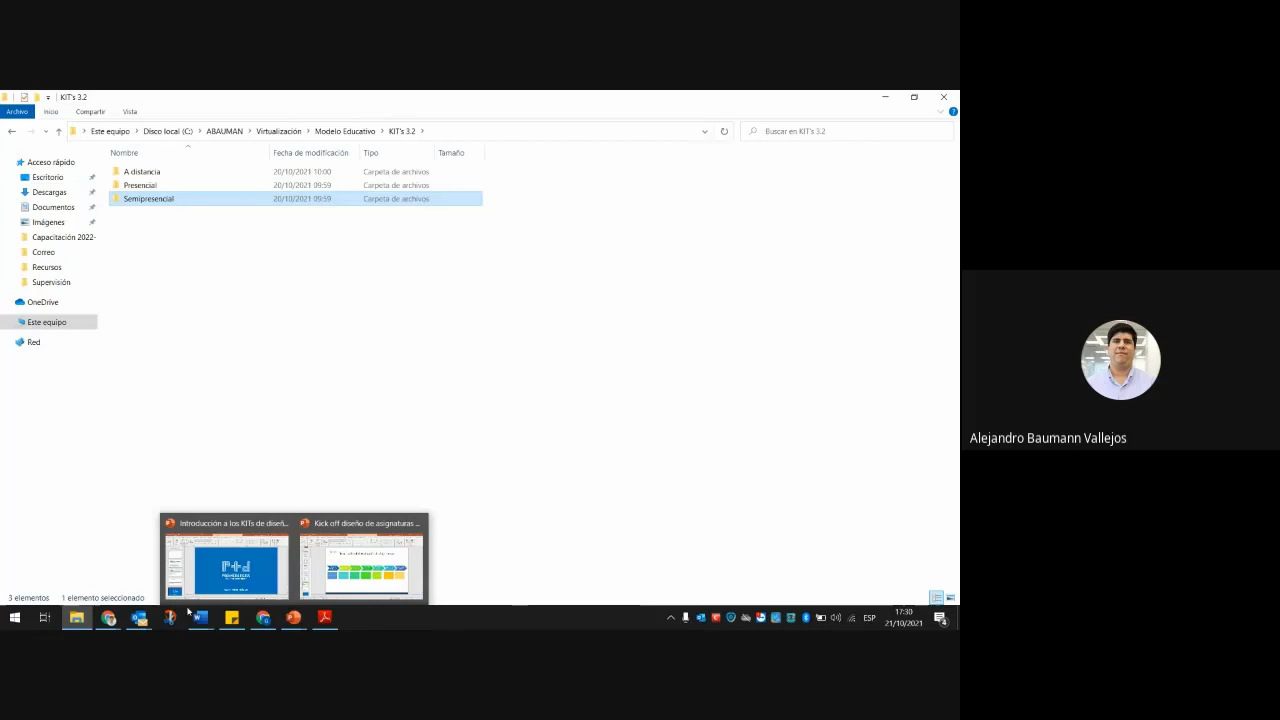 KIT's 3.2
Archivo Inicio Compartir Vista
Este equipo Disco local (C:) ABAUMAN Virtualización Modelo Educativo KIT's 3.2
Buscar en KIT's 3.2
Nombre Fecha de modificación Tipo Tamaño
A distancia 20/10/2021 10:00 Carpeta de archivos
Presencial 20/10/2021 09:59 Carpeta de archivos
Semipresencial 20/10/2021 09:59 Carpeta de archivos
Acceso rápido
Escritorio
Descargas
Documentos
Imágenes
Capacitación 2022-
Correo
Recursos
Supervisión
OneDrive
Este equipo
Red
Alejandro Baumann Vallejos
Introducción a los KITs de diseñ...
Kick off diseño de asignaturas ...
3 elementos 1 elemento seleccionado
ESP
17:30
21/10/2021
4